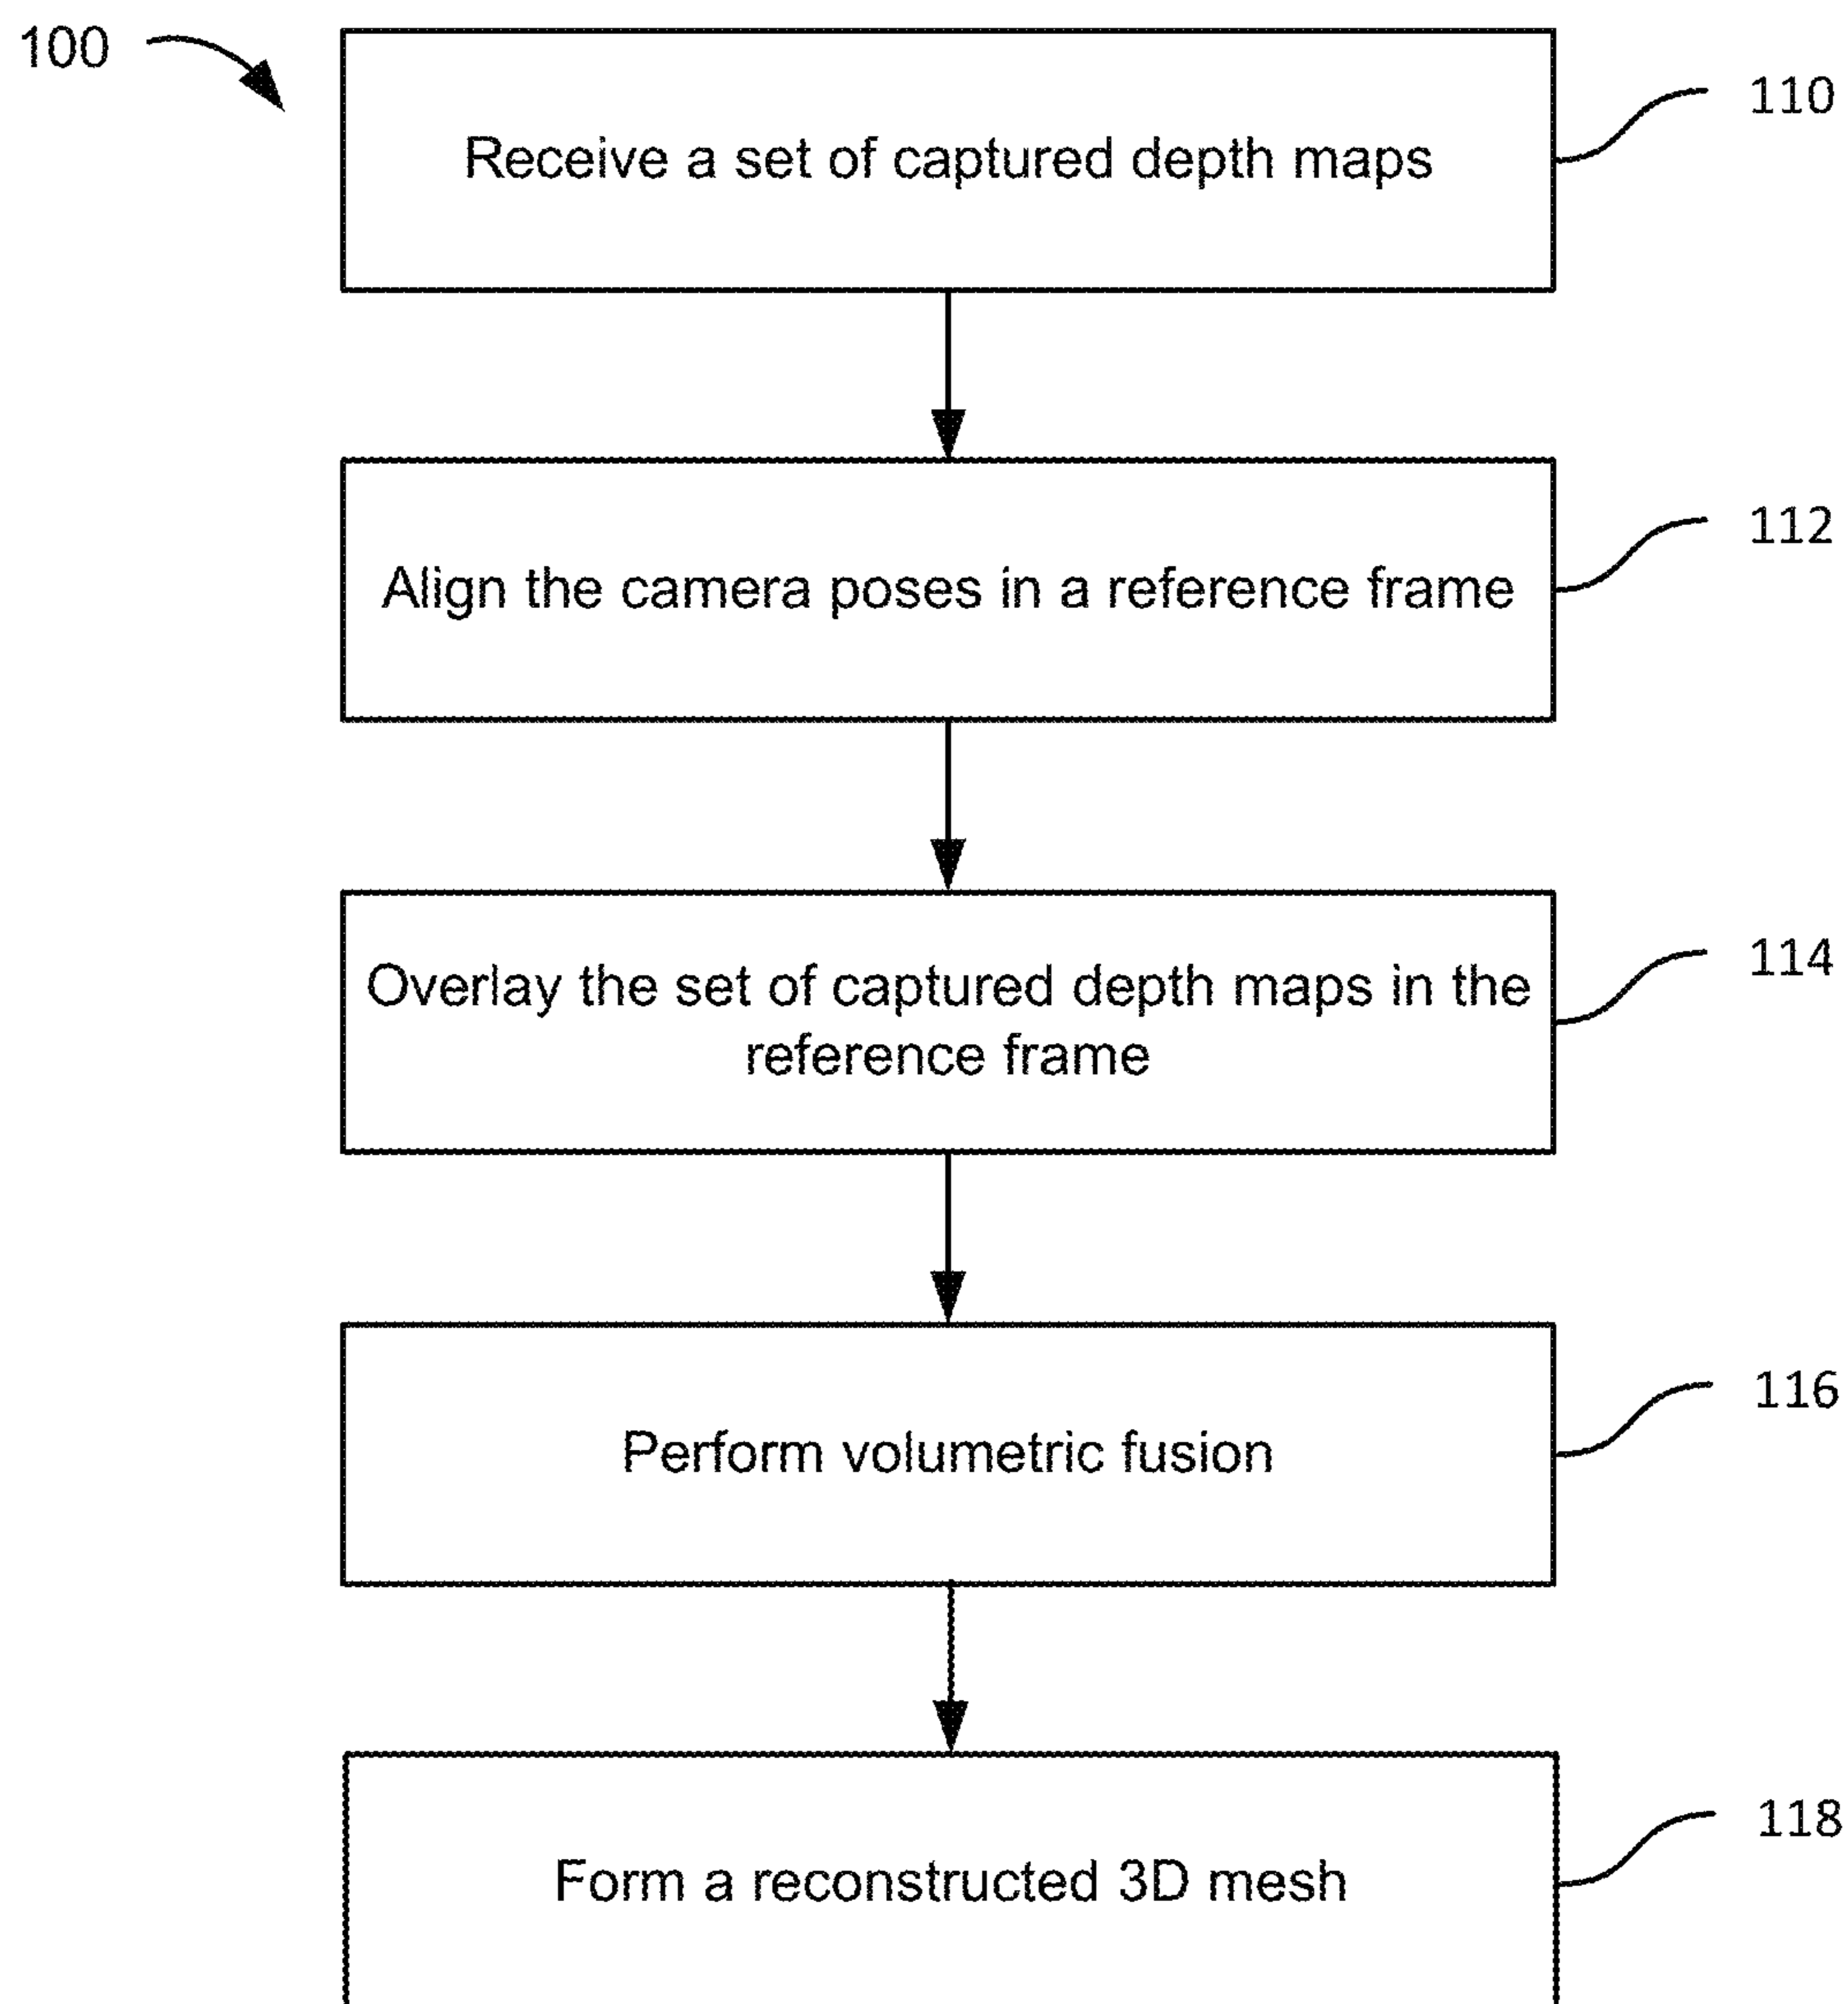 100
110
Receive a set of captured depth maps
112
Align the camera poses in a reference frame
114
Overlay the set of captured depth maps in the
reference frame
116
Perform volumetric fusion
118
Form a reconstructed 3D mesh